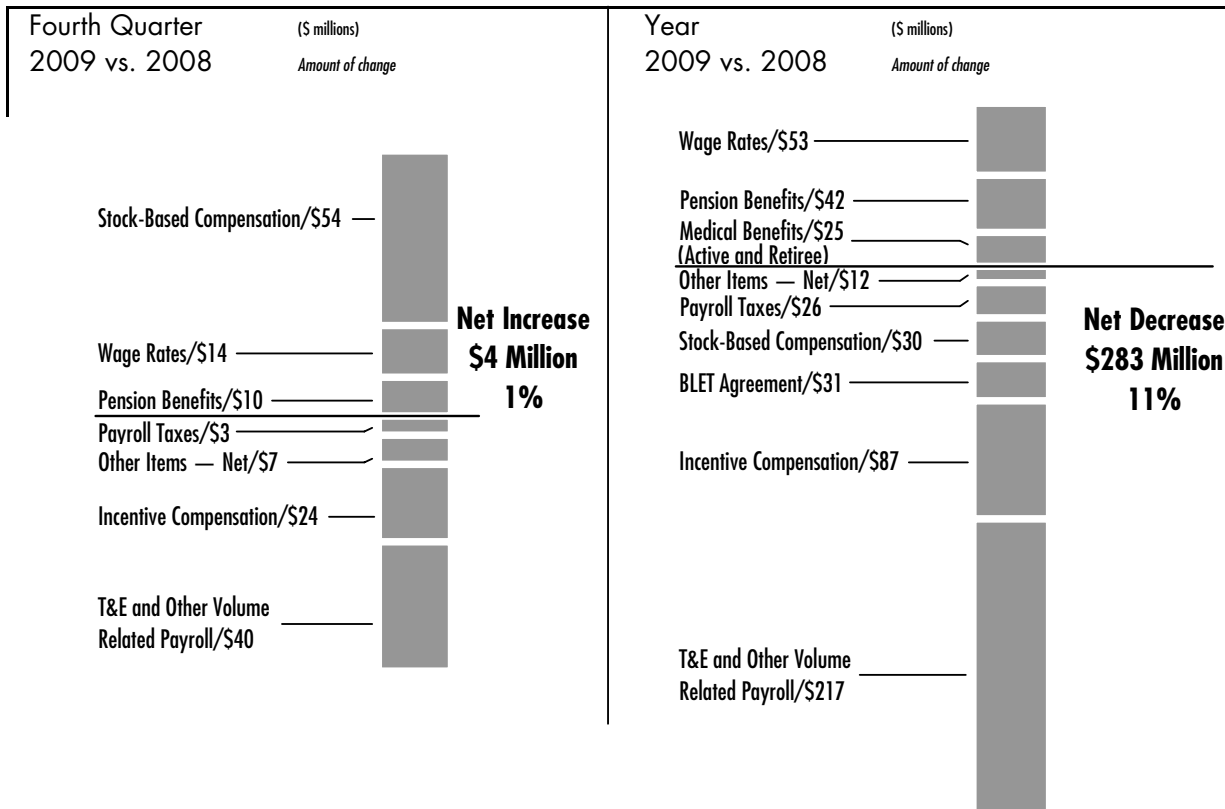 Fourth Quarter ($ millions)
2009 vs. 2008 Amount of change
Stock-Based Compensation/$54
Wage Rates/$14
Pension Benefits/$10
Payroll Taxes/$3
Other Items — Net/$7
Incentive Compensation/$24
T&E and Other Volume
Related Payroll/$40
Net Increase
$4 Million
1%
Year ($ millions)
2009 vs. 2008 Amount of change
Wage Rates/$53
Pension Benefits/$42
Medical Benefits/$25
(Active and Retiree)
Other Items — Net/$12
Payroll Taxes/$26
Stock-Based Compensation/$30
BLET Agreement/$31
Incentive Compensation/$87
T&E and Other Volume
Related Payroll/$217
Net Decrease
$283 Million
11%